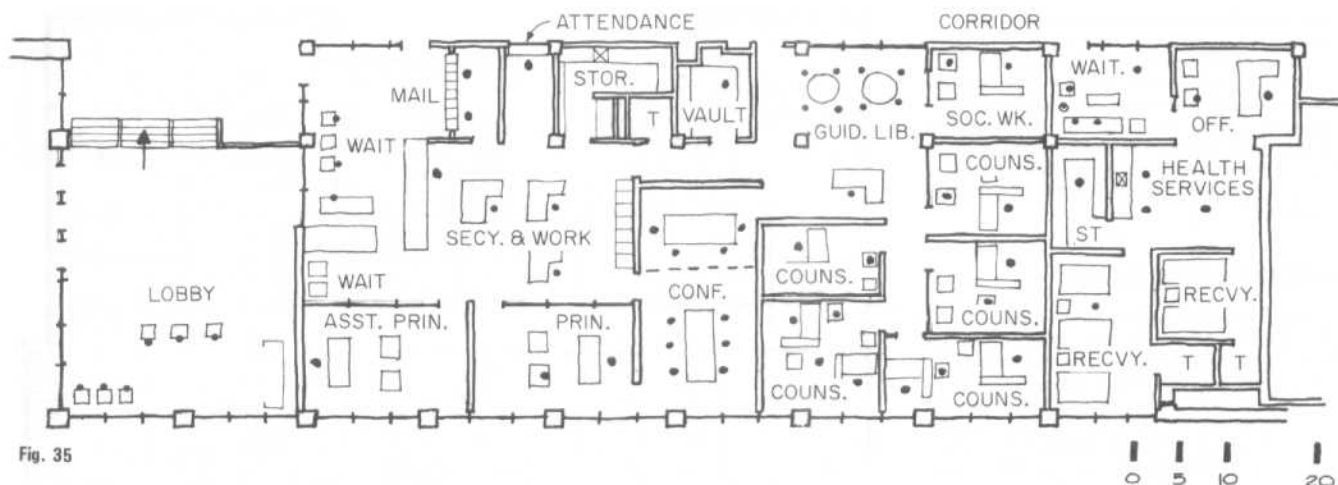 ATTENDANCE
CORRIDOR
MAIL
STOR.
T
VAULT
GUID. LIB.
SOC. WK.
WAIT.
OFF.
WAIT
COUNS.
HEALTH
SERVICES
SECY. & WORK
ST
WAIT
COUNS.
LOBBY
CONF.
RECVY.
ASST. PRIN.
PRIN.
COUNS.
RECVY.
T
T
COUNS.
COUNS.
Fig. 35
0 5 10 20